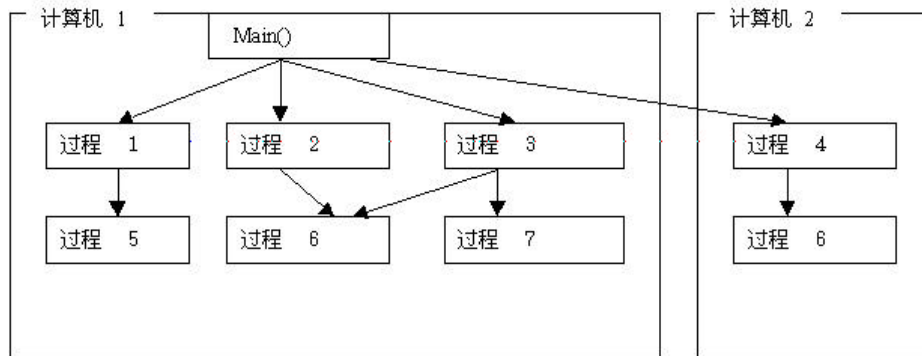 计算机 1
计算机 2
Main()
过程 1
过程 2
过程 3
过程 4
过程 5
过程 6
过程 7
过程 6